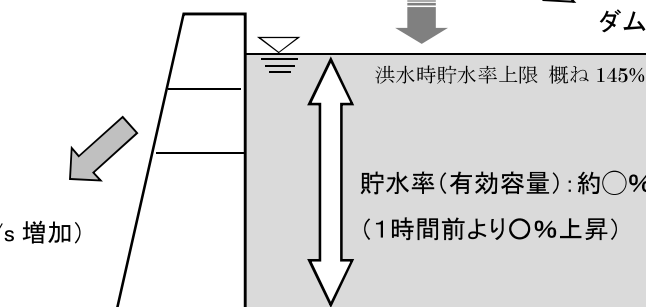 ダム
洪水時貯水率上限 概ね 145%
貯水率（有効容量）：約◯%
（１時間前より〇％上昇）
/s 増加）